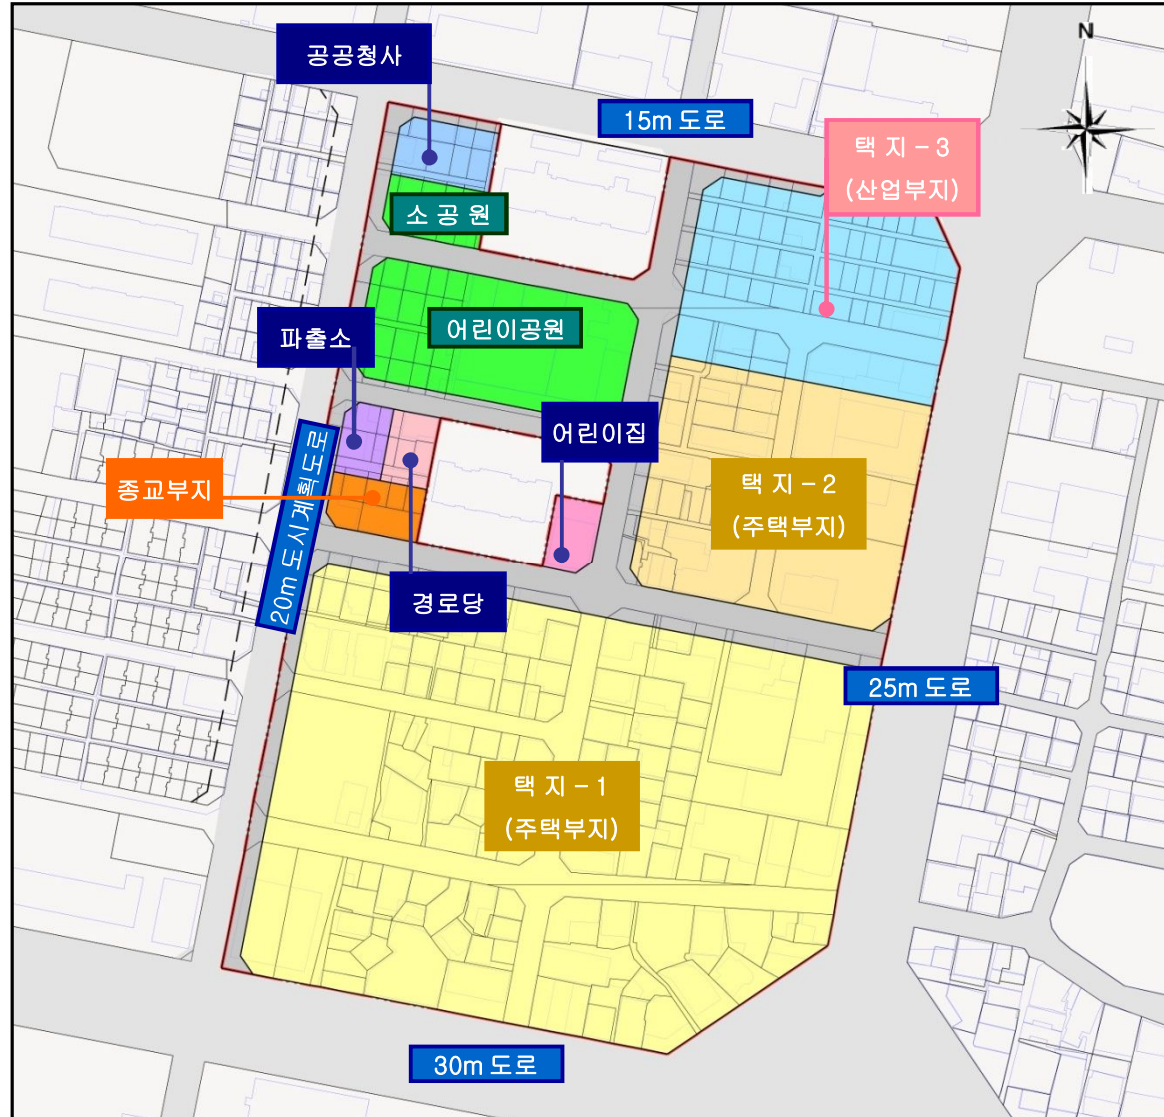 N
공공청사
15m 도로
택 지 – 3
(산업부지)
소 공 원
어린이공원
파출소
어린이집
20m 도시계획도로
종교부지
택 지 – 2
(주택부지)
경로당
25m 도로
택 지 – 1
(주택부지)
30m 도로